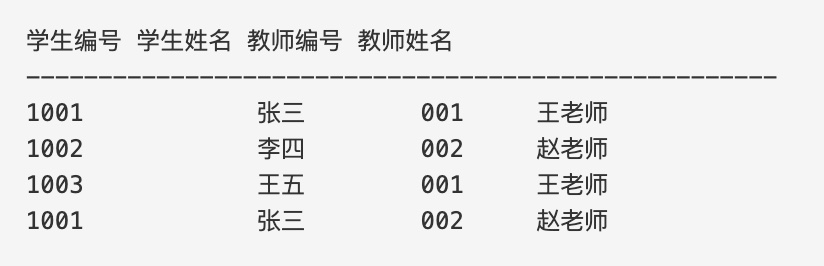 学生编号 学生姓名 教师编号 教师姓名
----------------------------------------------------
1001 张三 001 王老师
1002 李四 002 赵老师
1003 王五 001 王老师
1001 张三 002 赵老师